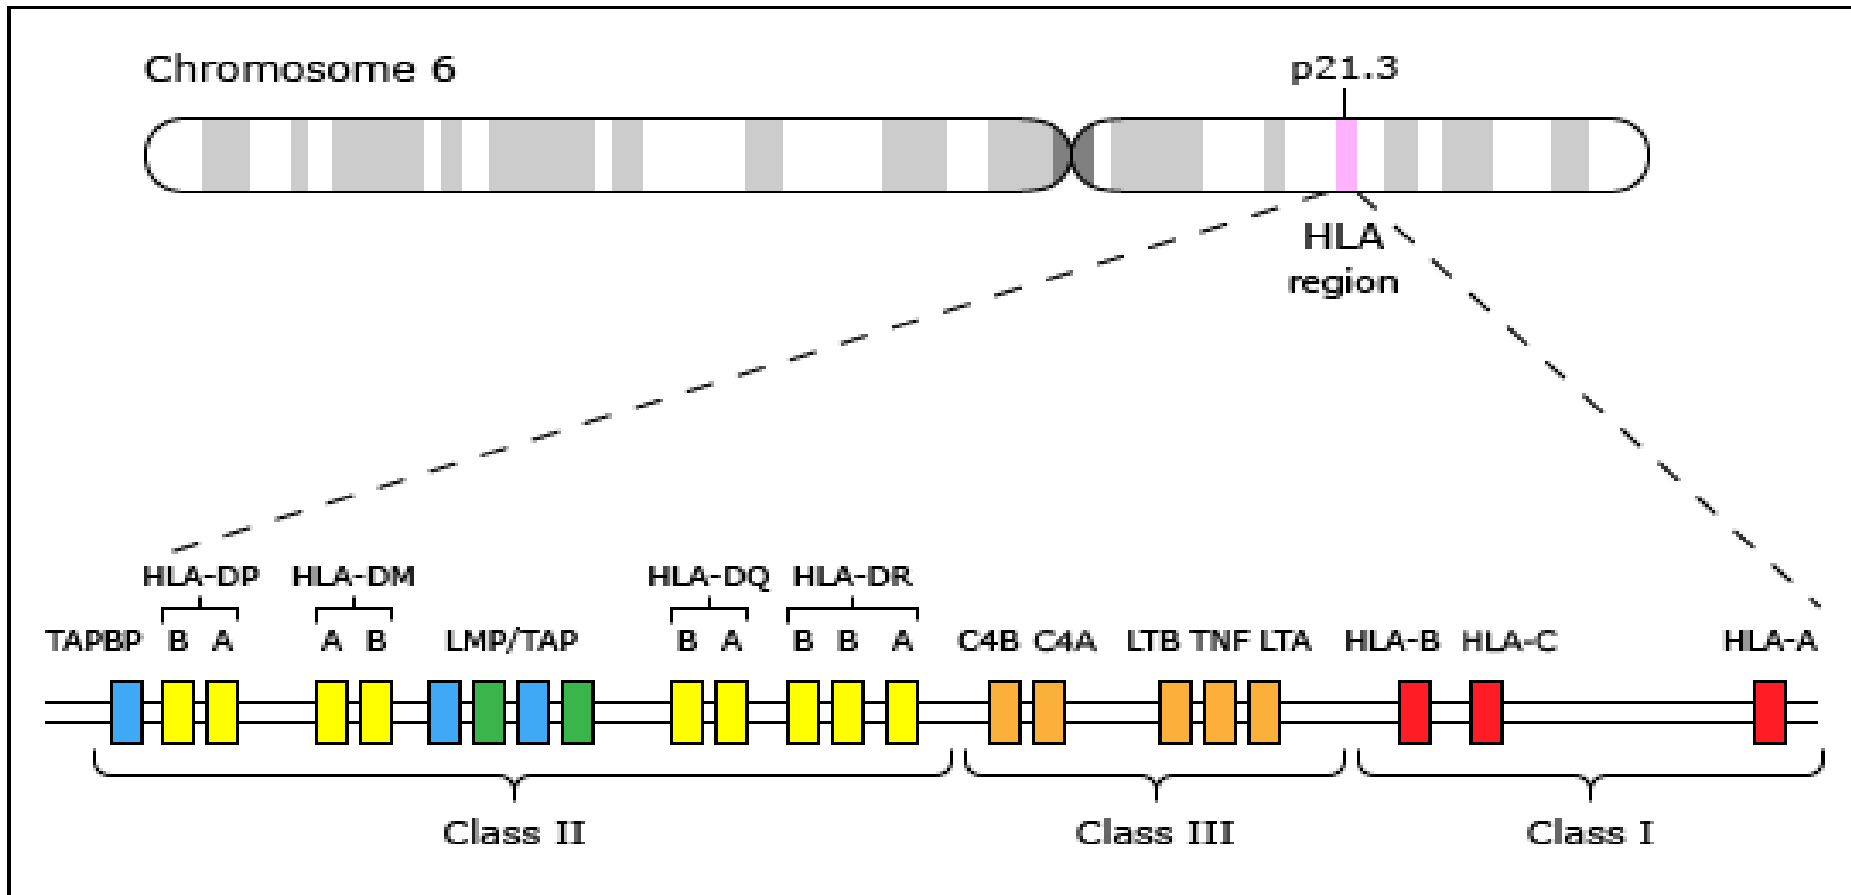 Chromosome 6
p21.3
HLA
region
HLA-DP HLA-DM HLA-DQ HLA-DR
TAPBP B A A B LMP/TAP B A B B A C4B C4A LTB TNF LTA HLA-B HLA-C HLA-A
Class II Class III Class I